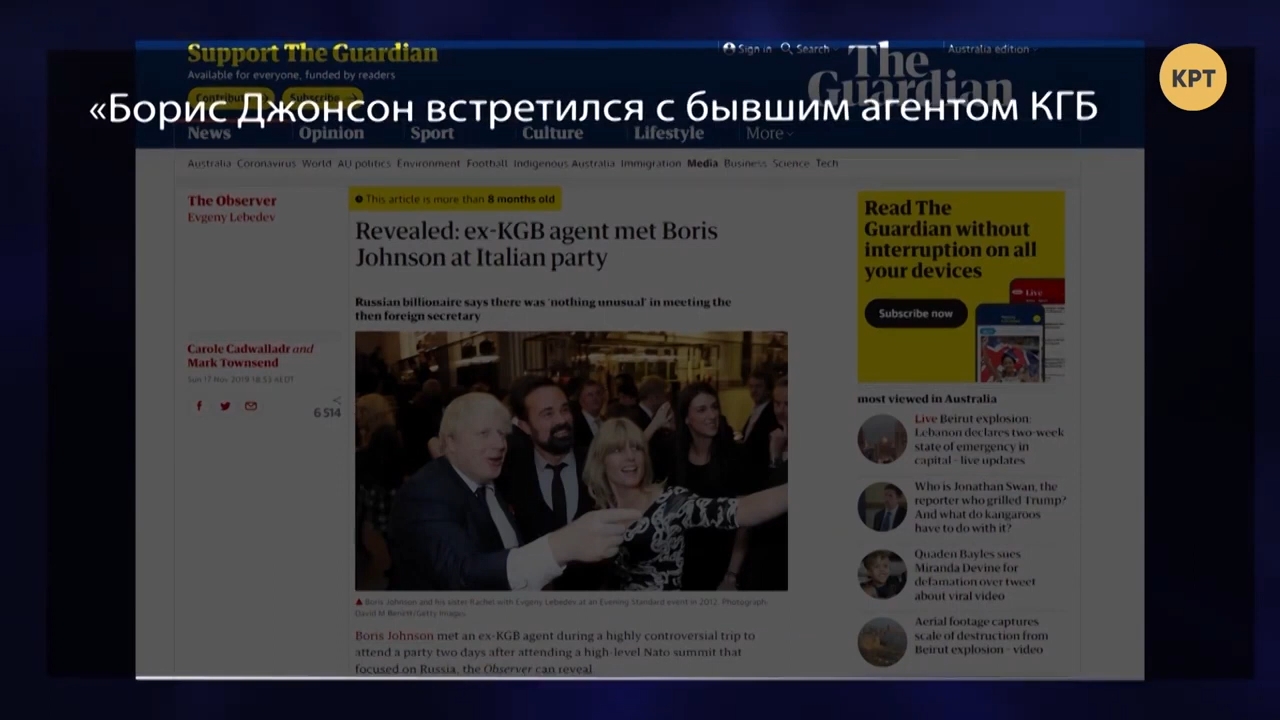 Support The Guardian
Available for everyone, funded by readers
Contribute → Subscribe →
Sign in Search Australia edition
The
Guardian
КРТ
«Борис Джонсон встретился с бывшим агентом КГБ
News Opinion Sport Culture Lifestyle More
Australia Coronavirus World AU politics Environment Football Indigenous Australia Immigration Media Business Science Tech
The Observer
Evgeny Lebedev
This article is more than 8 months old
Revealed: ex-KGB agent met Boris
Johnson at Italian party
Russian billionaire says there was 'nothing unusual' in meeting the
then foreign secretary
Carole Cadwalladr and
Mark Townsend
Sun 17 Nov 2019 18.53 AEDT
6514
Boris Johnson and his sister Rachel with Evgeny Lebedev at an Evening Standard event in 2012. Photograph:
David M Benett/Getty Images
Boris Johnson met an ex-KGB agent during a highly controversial trip to
attend a party two days after attending a high-level Nato summit that
focused on Russia, the Observer can reveal
Read The
Guardian without
interruption on all
your devices
Subscribe now
Live
most viewed in Australia
Live Beirut explosion:
Lebanon declares two-week
state of emergency in
capital – live updates
Who is Jonathan Swan, the
reporter who grilled Trump?
And what do kangaroos
have to do with it?
Quaden Bayles sues
Miranda Devine for
defamation over tweet
about viral video
Aerial footage captures
scale of destruction from
Beirut explosion – video